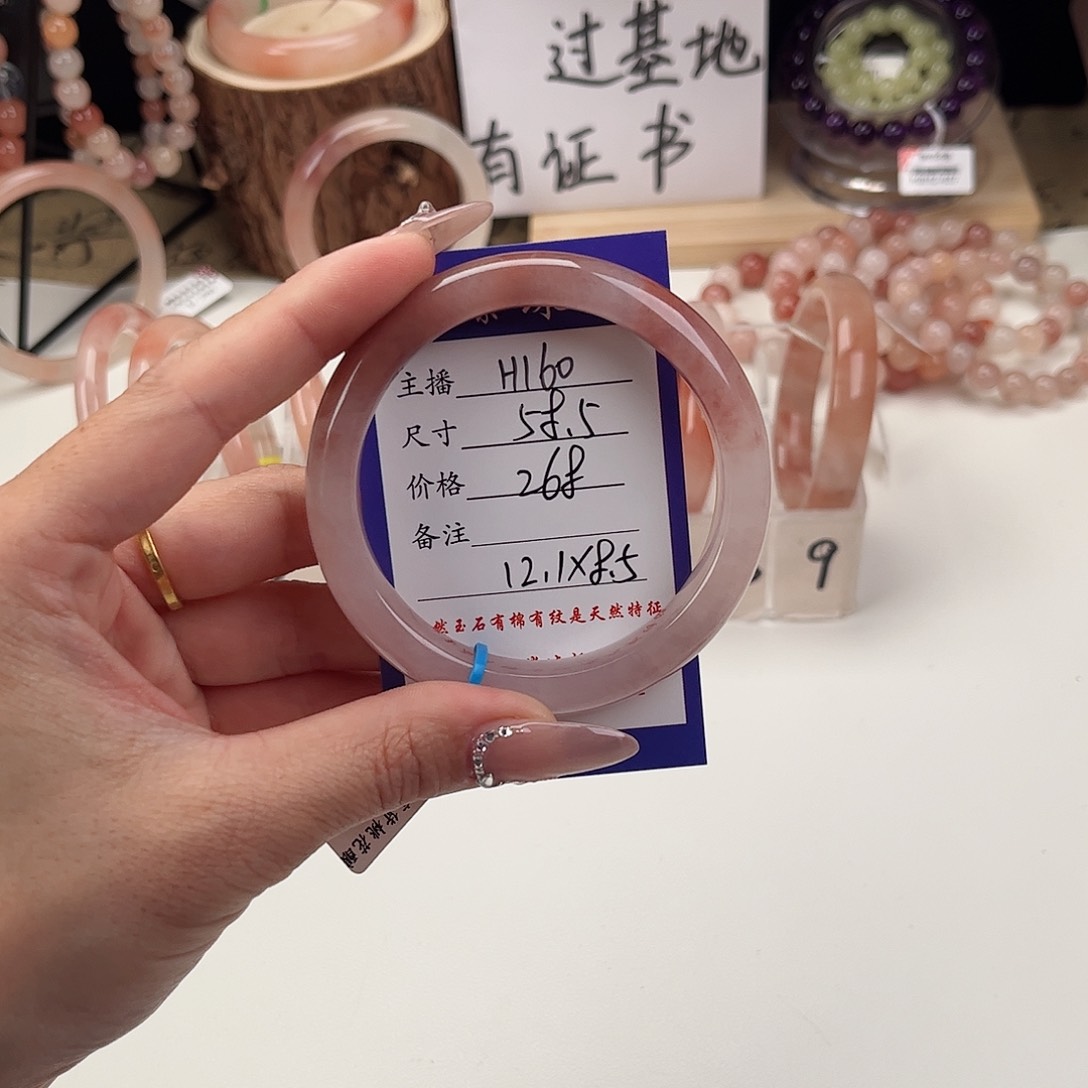 过基地
有证书
主播 H160
尺寸 58.5
价格 268
备注
12.1X8.5
然玉石有棉有纹是天然特征
9